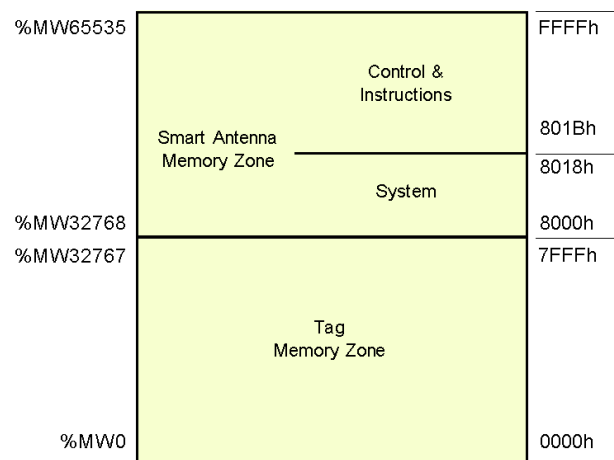 %MW65535
FFFFh
Control &
Instructions
801Bh
Smart Antenna
Memory Zone
8018h
System
%MW32768
8000h
%MW32767
7FFFh
Tag
Memory Zone
%MW0
0000h